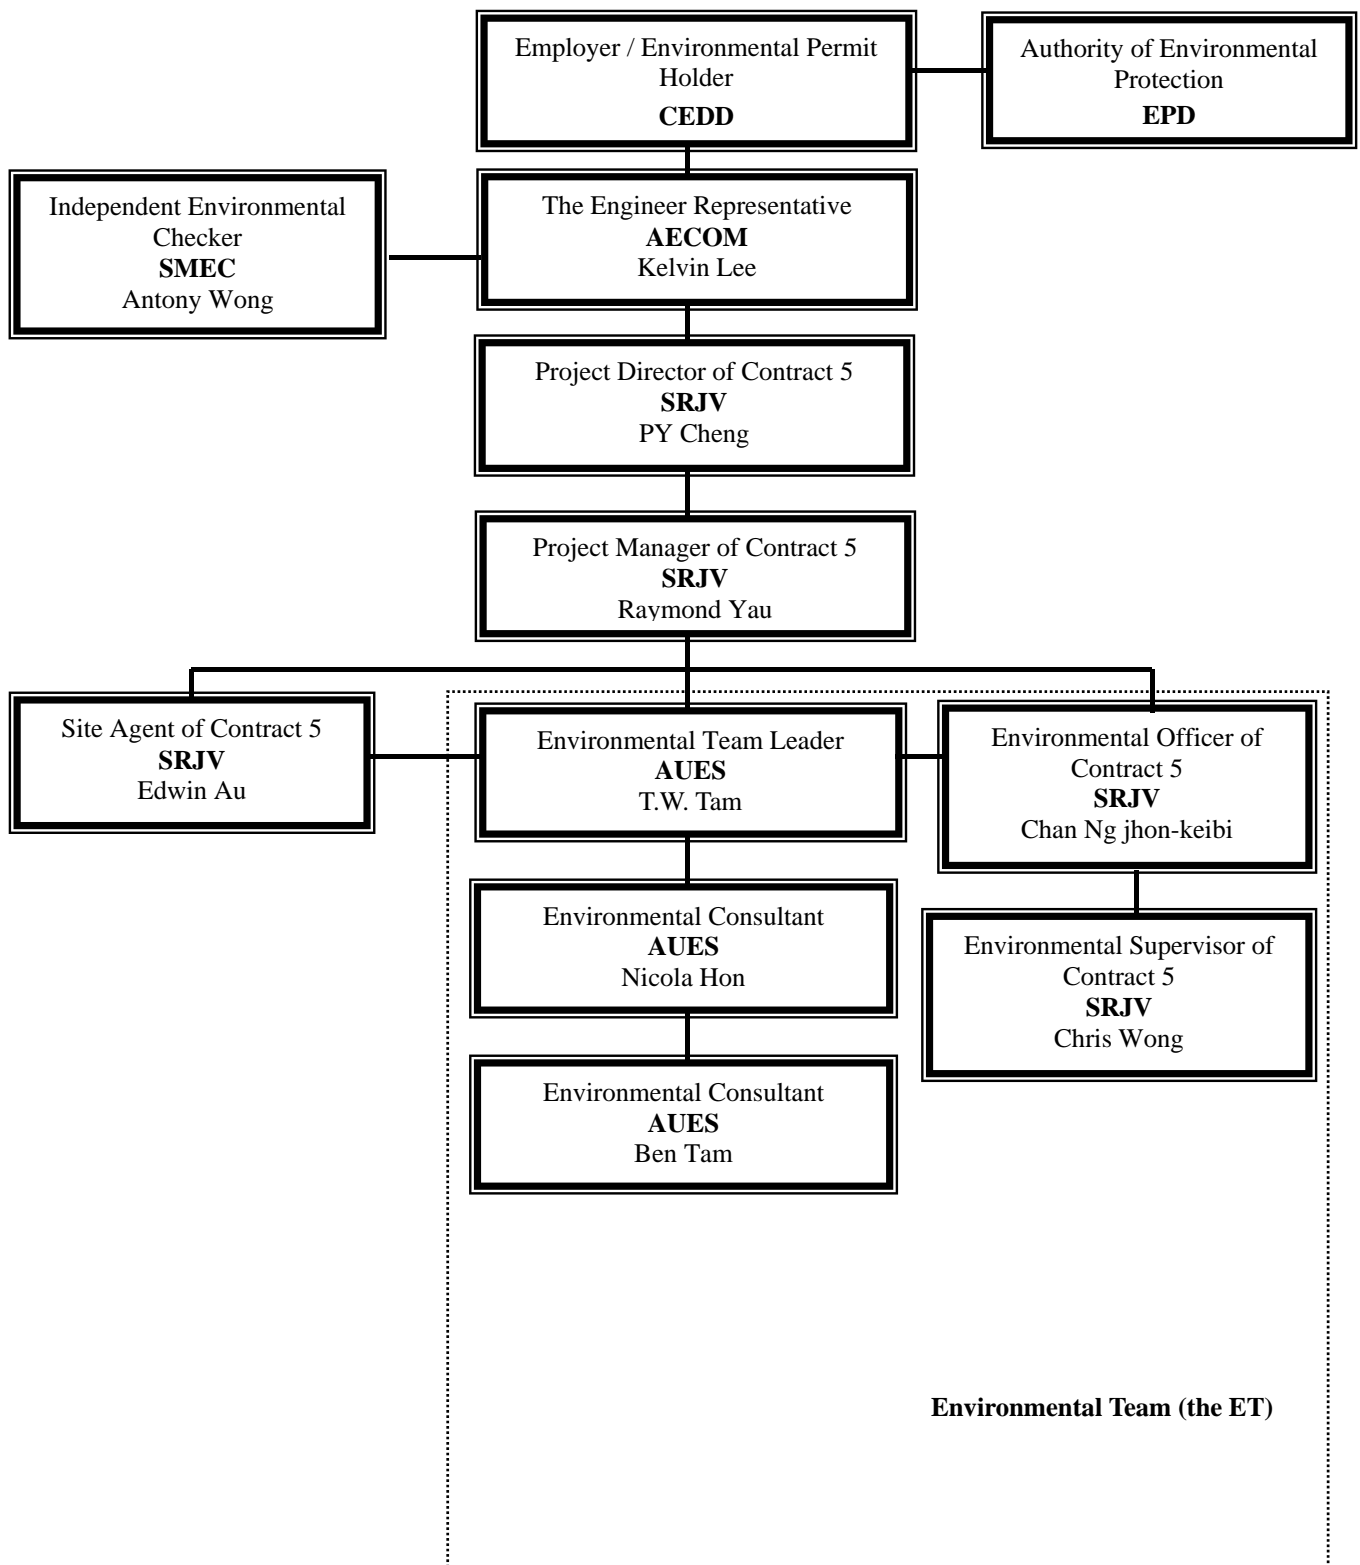 Employer / Environmental Permit
Holder
CEDD
Authority of Environmental
Protection
EPD
Independent Environmental
Checker
SMEC
Antony Wong
The Engineer Representative
AECOM
Kelvin Lee
Project Director of Contract 5
SRJV
PY Cheng
Project Manager of Contract 5
SRJV
Raymond Yau
Site Agent of Contract 5
SRJV
Edwin Au
Environmental Team Leader
AUES
T.W. Tam
Environmental Officer of
Contract 5
SRJV
Chan Ng jhon-keibi
Environmental Consultant
AUES
Nicola Hon
Environmental Supervisor of
Contract 5
SRJV
Chris Wong
Environmental Consultant
AUES
Ben Tam
Environmental Team (the ET)